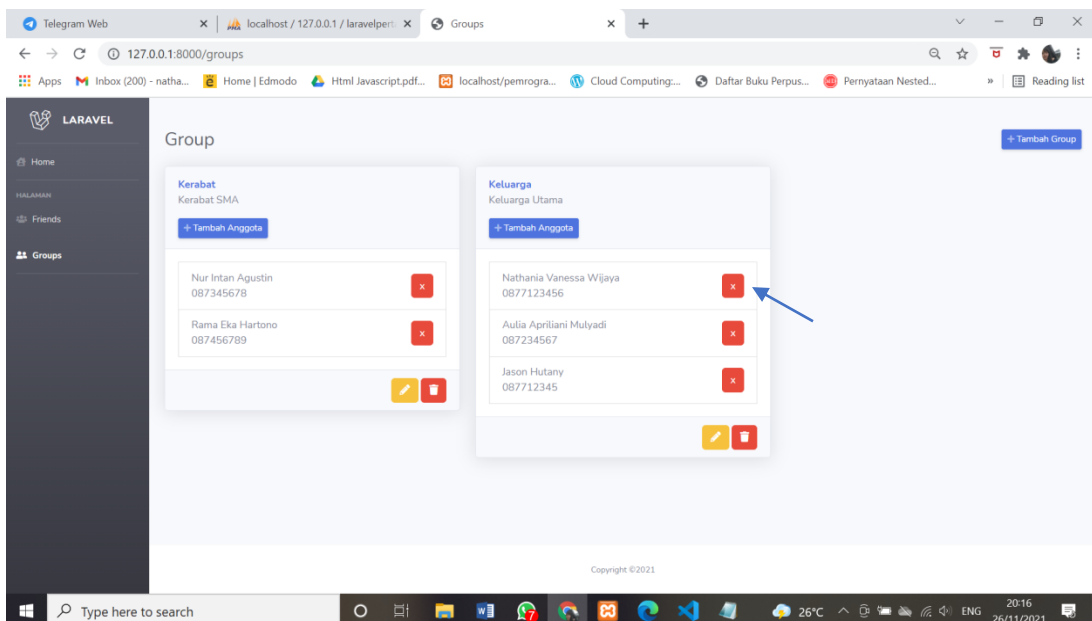 Telegram Web
localhost / 127.0.0.1 / laravelpert
Groups
127.0.0.1:8000/groups
Apps
Inbox (200) - natha...
Home | Edmodo
Html Javascript.pdf...
localhost/pemrogra...
Cloud Computing:...
Daftar Buku Perpus...
Pernyataan Nested...
»
Reading list
LARAVEL
Home
HALAMAN
Friends
Groups
Group
+ Tambah Group
Kerabat
Kerabat SMA
+ Tambah Anggota
Nur Intan Agustin
087345678
x
Rama Eka Hartono
087456789
x
Keluarga
Keluarga Utama
+ Tambah Anggota
Nathania Vanessa Wijaya
0877123456
x
Aulia Apriliani Mulyadi
087234567
x
Jason Hutany
087712345
x
Copyright ©2021
Type here to search
7
26°C
ENG
20:16
26/11/2021